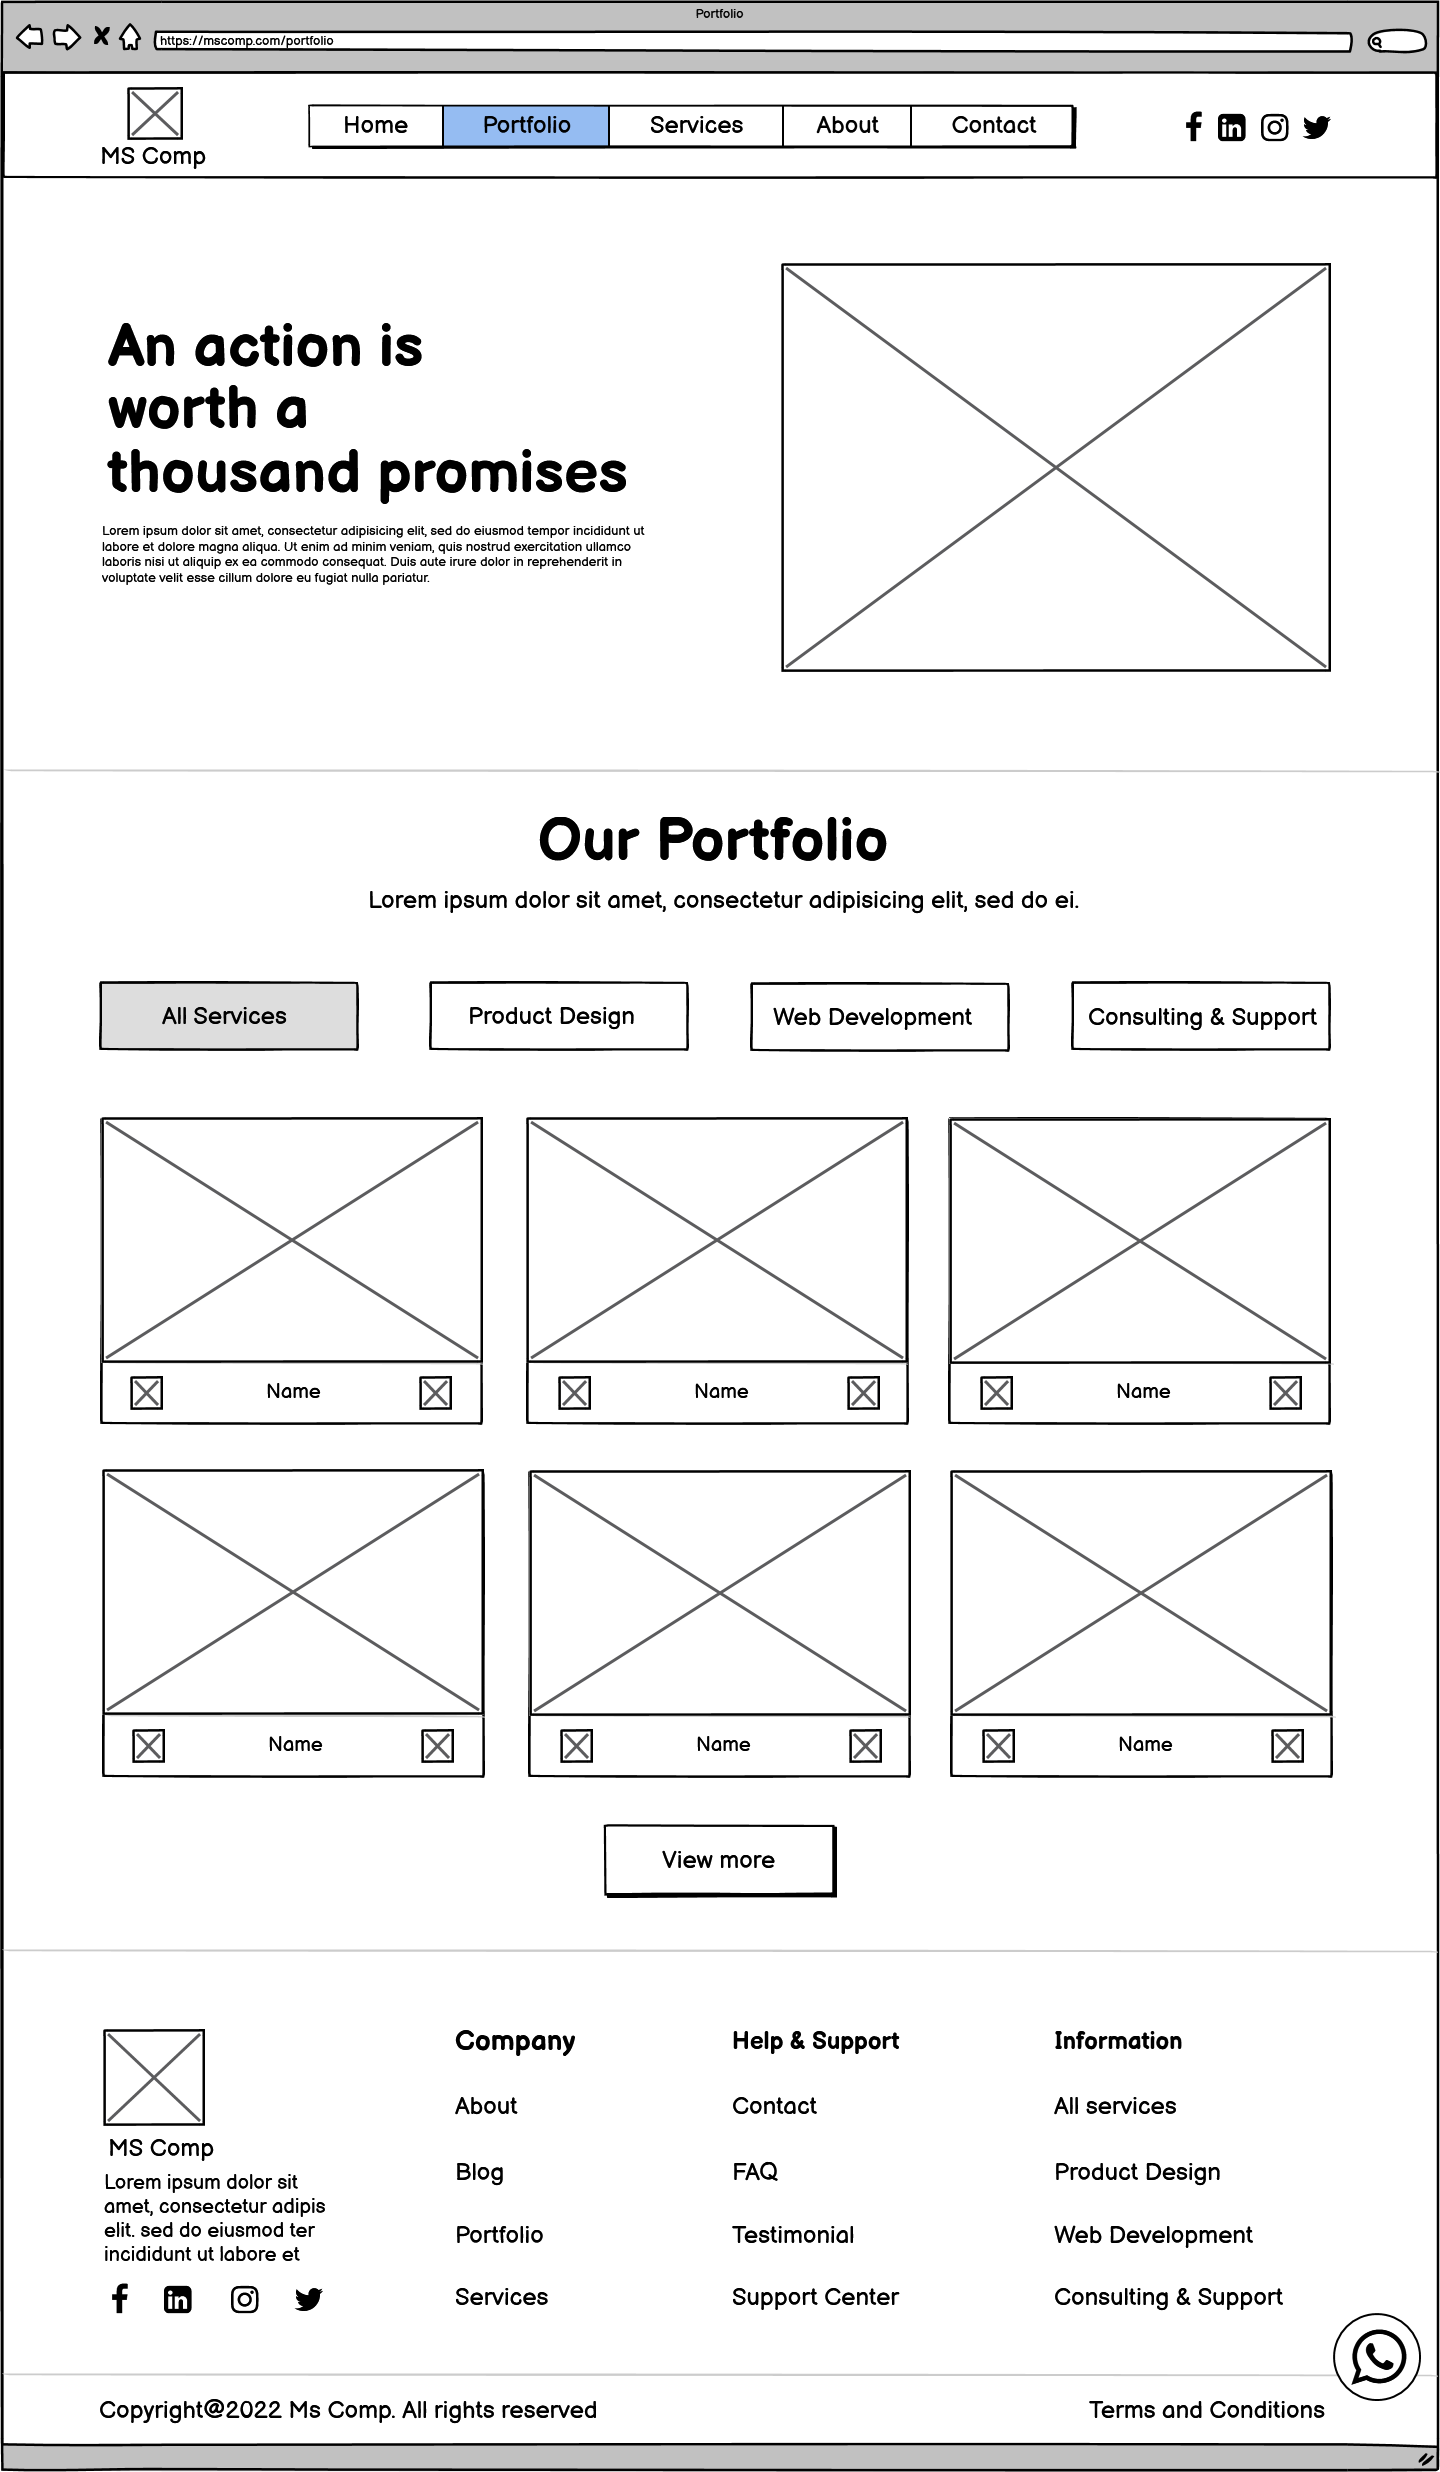 Portfolio
https://mscomp.com/portfolio
MS Comp
Home
Portfolio
Services
About
Contact
An action is
worth a
thousand promises
Lorem ipsum dolor sit amet, consectetur adipisicing elit, sed do eiusmod tempor incididunt ut
labore et dolore magna aliqua. Ut enim ad minim veniam, quis nostrud exercitation ullamco
laboris nisi ut aliquip ex ea commodo consequat. Duis aute irure dolor in reprehenderit in
voluptate velit esse cillum dolore eu fugiat nulla pariatur.
Our Portfolio
Lorem ipsum dolor sit amet, consectetur adipisicing elit, sed do ei.
All Services
Product Design
Web Development
Consulting & Support
Name
Name
Name
Name
Name
Name
View more
MS Comp
Lorem ipsum dolor sit
amet, consectetur adipis
elit. sed do eiusmod ter
incididunt ut labore et
Company
About
Blog
Portfolio
Services
Help & Support
Contact
FAQ
Testimonial
Support Center
Information
All services
Product Design
Web Development
Consulting & Support
Copyright@2022 Ms Comp. All rights reserved
Terms and Conditions